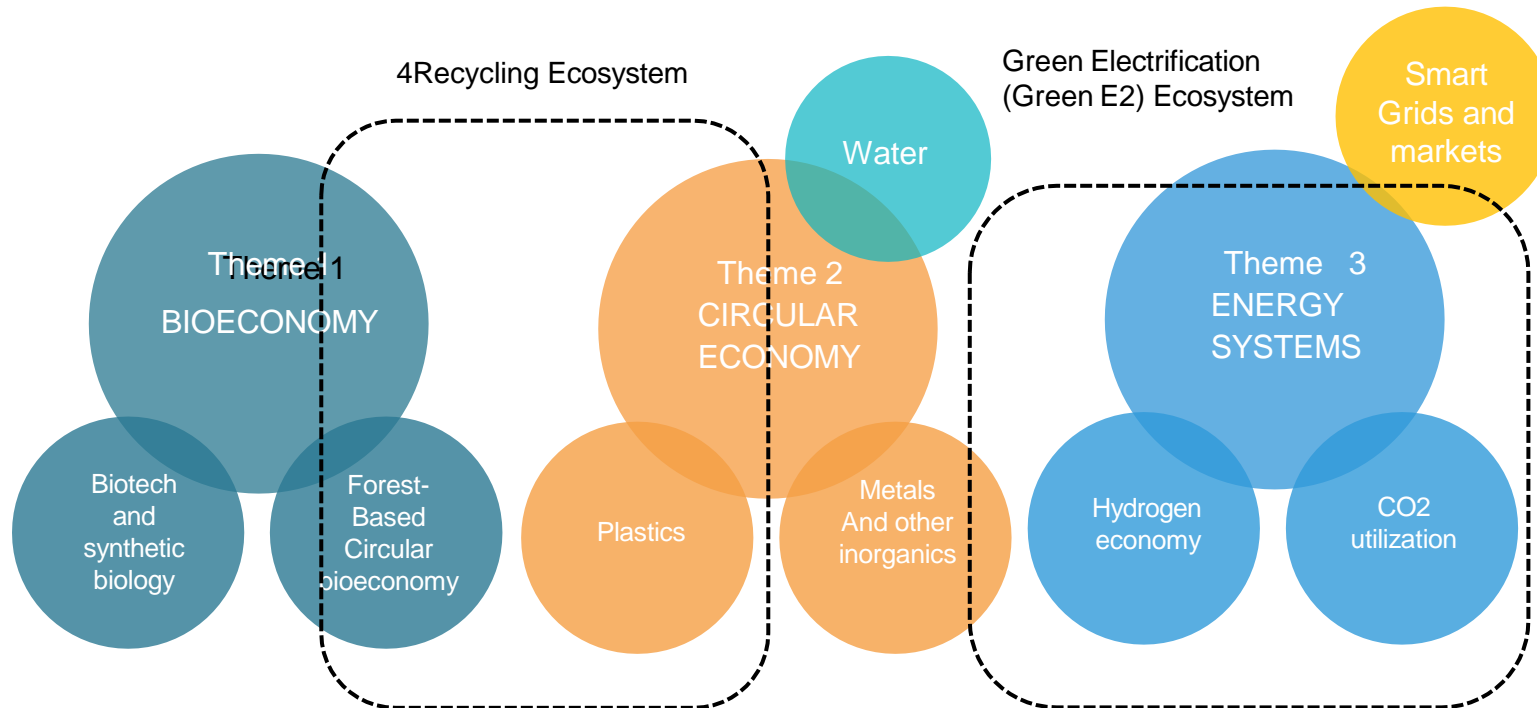 4Recycling Ecosystem
Green Electrification
(Green E2) Ecosystem
Smart
Grids and
markets
Water
Theme 1
Theme 1
BIOECONOMY
Theme 2
CIRCULAR
ECONOMY
Theme 3
ENERGY
SYSTEMS
Biotech
and
synthetic
biology
Forest-
Based
Circular
bioeconomy
Plastics
Metals
And other
inorganics
Hydrogen
economy
CO2
utilization